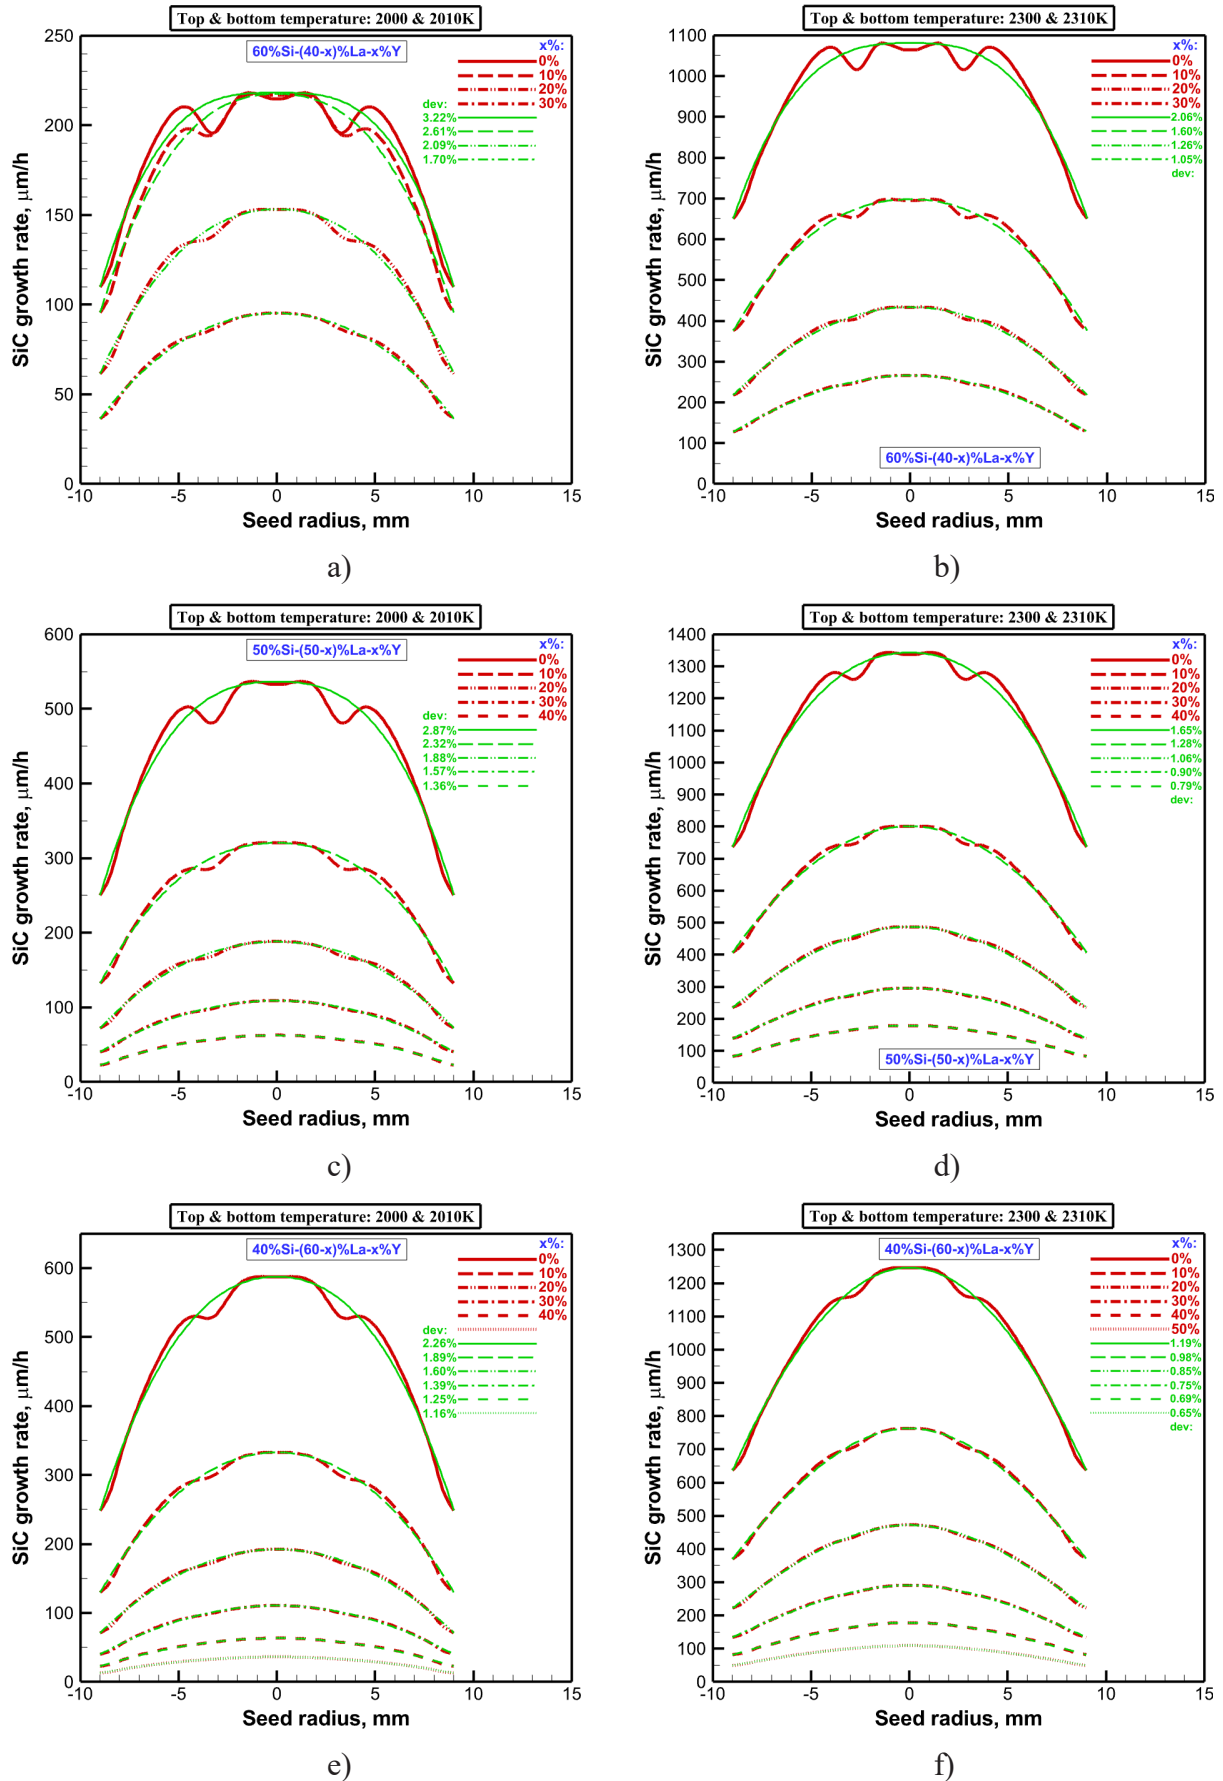 Top & bottom temperature: 2000 & 2010K
60%Si-(40-x)%La-x%Y
x%:
0%
10%
20%
30%
dev:
3.22%
2.61%
2.09%
1.70%
SiC growth rate, μm/h
250
200
150
100
50
0
-10 -5 0 5 10 15
Seed radius, mm
a)
Top & bottom temperature: 2300 & 2310K
x%:
0%
10%
20%
30%
2.06%
1.60%
1.26%
1.05%
dev:
60%Si-(40-x)%La-x%Y
SiC growth rate, μm/h
1100
1000
900
800
700
600
500
400
300
200
100
0
-10 -5 0 5 10 15
Seed radius, mm
b)
Top & bottom temperature: 2000 & 2010K
50%Si-(50-x)%La-x%Y
x%:
0%
10%
20%
30%
40%
dev:
2.87%
2.32%
1.88%
1.57%
1.36%
SiC growth rate, μm/h
600
500
400
300
200
100
0
-10 -5 0 5 10 15
Seed radius, mm
c)
Top & bottom temperature: 2300 & 2310K
x%:
0%
10%
20%
30%
40%
1.65%
1.28%
1.06%
0.90%
0.79%
dev:
50%Si-(50-x)%La-x%Y
SiC growth rate, μm/h
1400
1300
1200
1100
1000
900
800
700
600
500
400
300
200
100
0
-10 -5 0 5 10 15
Seed radius, mm
d)
Top & bottom temperature: 2000 & 2010K
40%Si-(60-x)%La-x%Y
x%:
0%
10%
20%
30%
40%
dev:
2.26%
1.89%
1.60%
1.39%
1.25%
1.16%
SiC growth rate, μm/h
600
500
400
300
200
100
0
-10 -5 0 5 10 15
Seed radius, mm
e)
Top & bottom temperature: 2300 & 2310K
40%Si-(60-x)%La-x%Y
x%:
0%
10%
20%
30%
40%
50%
1.19%
0.98%
0.85%
0.75%
0.69%
0.65%
dev:
SiC growth rate, μm/h
1300
1200
1100
1000
900
800
700
600
500
400
300
200
100
0
-10 -5 0 5 10 15
Seed radius, mm
f)